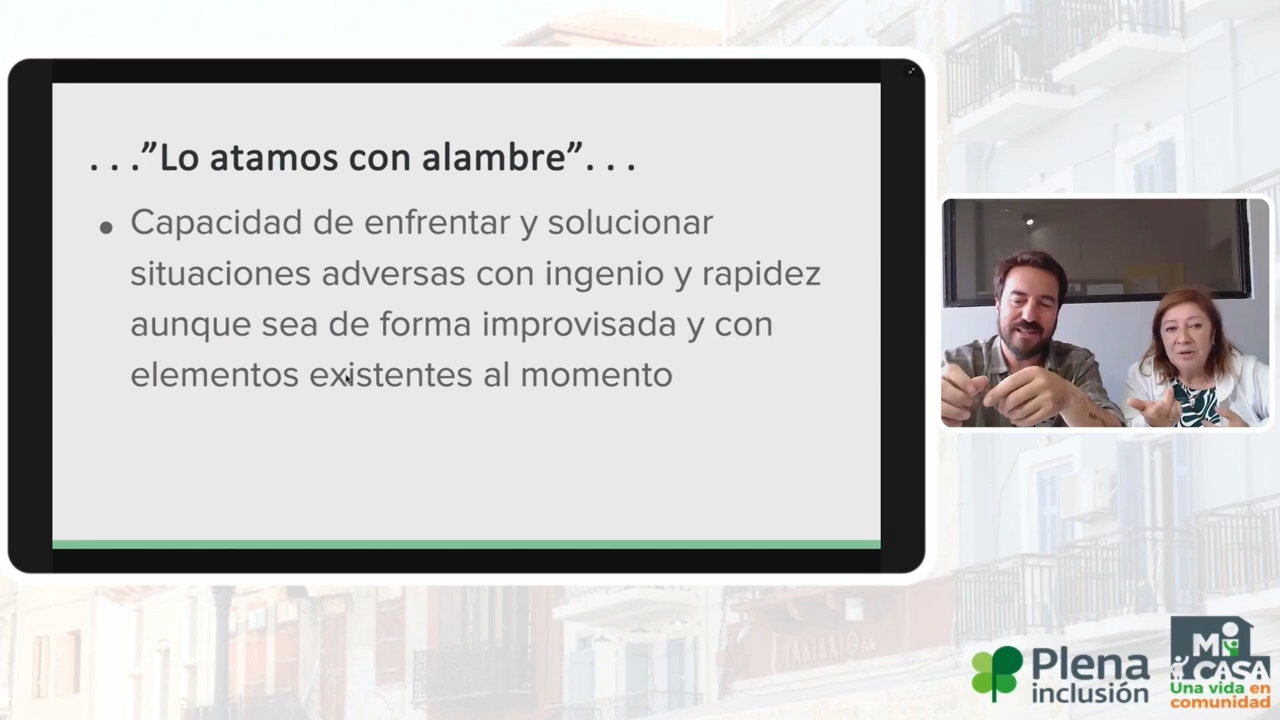 . . .”Lo atamos con alambre”. . .
● Capacidad de enfrentar y solucionar
situaciones adversas con ingenio y rapidez
aunque sea de forma improvisada y con
elementos existentes al momento
Plena
inclusión
Mi
CASA
Una vida en
comunidad